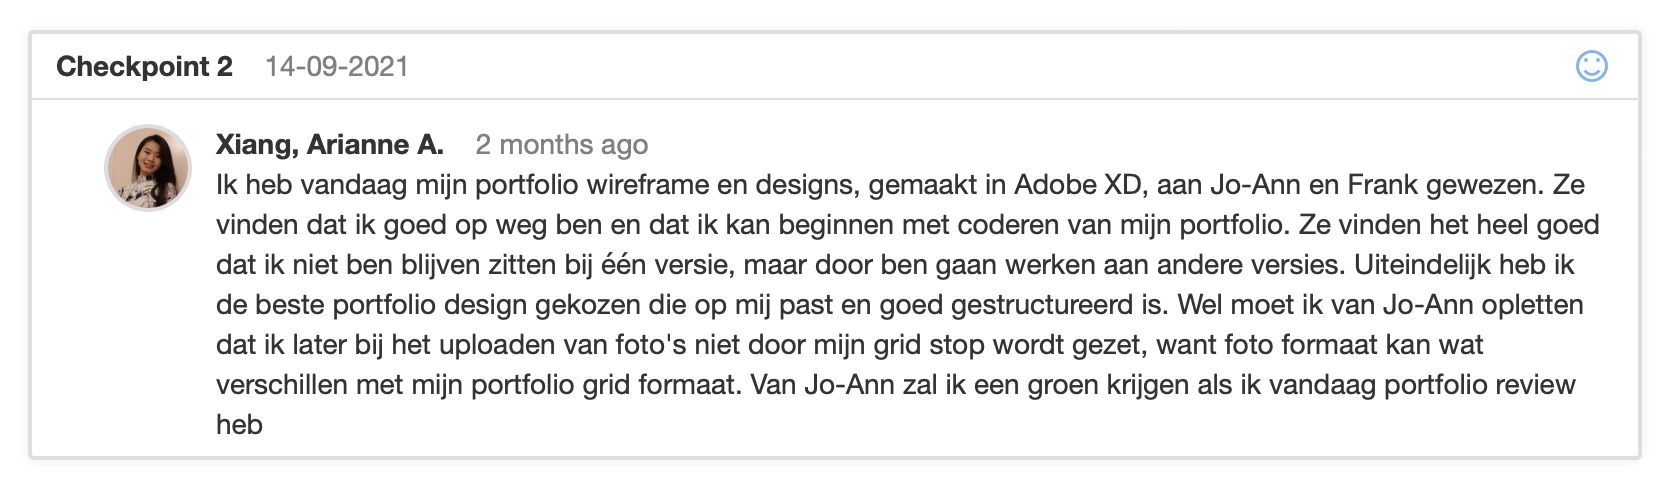 Checkpoint 2 14-09-2021
Xiang, Arianne A. 2 months ago
Ik heb vandaag mijn portfolio wireframe en designs, gemaakt in Adobe XD, aan Jo-Ann en Frank gewezen. Ze
vinden dat ik goed op weg ben en dat ik kan beginnen met coderen van mijn portfolio. Ze vinden het heel goed
dat ik niet ben blijven zitten bij één versie, maar door ben gaan werken aan andere versies. Uiteindelijk heb ik
de beste portfolio design gekozen die op mij past en goed gestructureerd is. Wel moet ik van Jo-Ann opletten
dat ik later bij het uploaden van foto's niet door mijn grid stop wordt gezet, want foto formaat kan wat
verschillen met mijn portfolio grid formaat. Van Jo-Ann zal ik een groen krijgen als ik vandaag portfolio review
heb